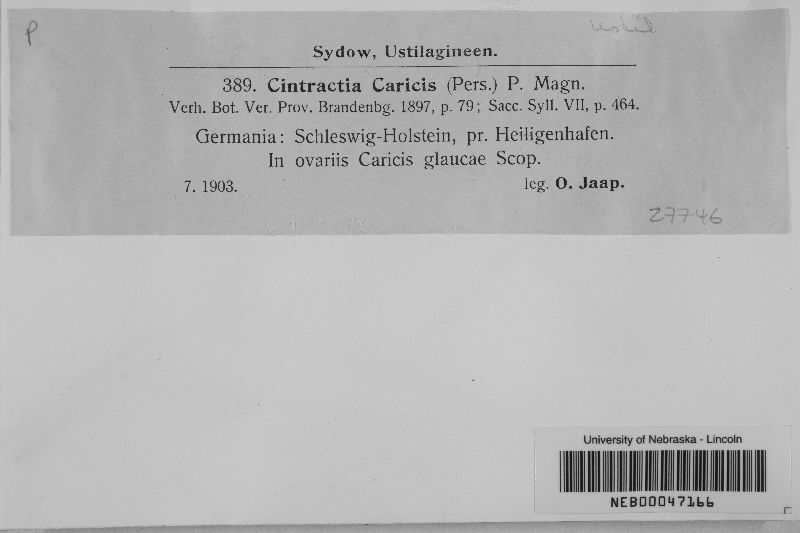 P
Ustil
Sydow, Ustilagineen.
389. Cintractia Caricis (Pers.) P. Magn.
Verh. Bot. Ver. Prov. Brandenbg. 1897, p. 79; Sacc. Syll. VII, p. 464.
Germania: Schleswig-Holstein, pr. Heiligenhafen.
In ovariis Caricis glaucae Scop.
7. 1903. leg. O. Jaap.
27746
University of Nebraska - Lincoln
NEB00047166